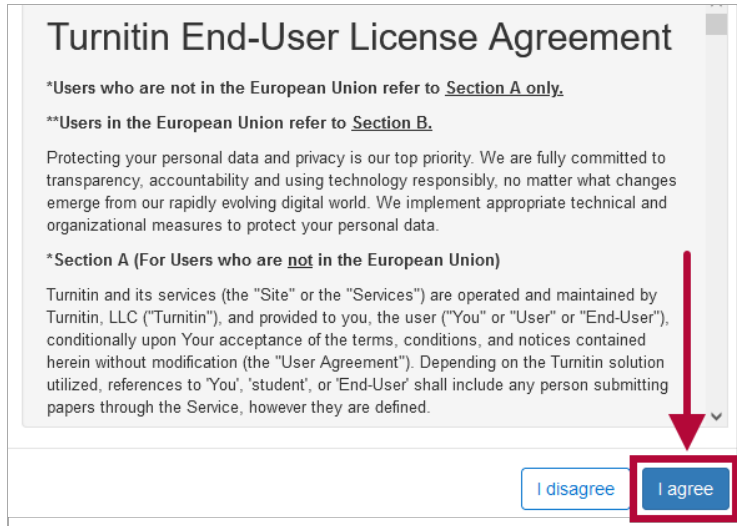 Turnitin End-User License Agreement
*Users who are not in the European Union refer to Section A only.
**Users in the European Union refer to Section B.
Protecting your personal data and privacy is our top priority. We are fully committed to
transparency, accountability and using technology responsibly, no matter what changes
emerge from our rapidly evolving digital world. We implement appropriate technical and
organizational measures to protect your personal data.
*Section A (For Users who are not in the European Union)
Turnitin and its services (the "Site" or the "Services") are operated and maintained by
Turnitin, LLC ("Turnitin"), and provided to you, the user ("You" or "User" or "End-User"),
conditionally upon Your acceptance of the terms, conditions, and notices contained
herein without modification (the "User Agreement"). Depending on the Turnitin solution
utilized, references to 'You', 'student', or 'End-User' shall include any person submitting
papers through the Service, however they are defined.
I disagree
I agree